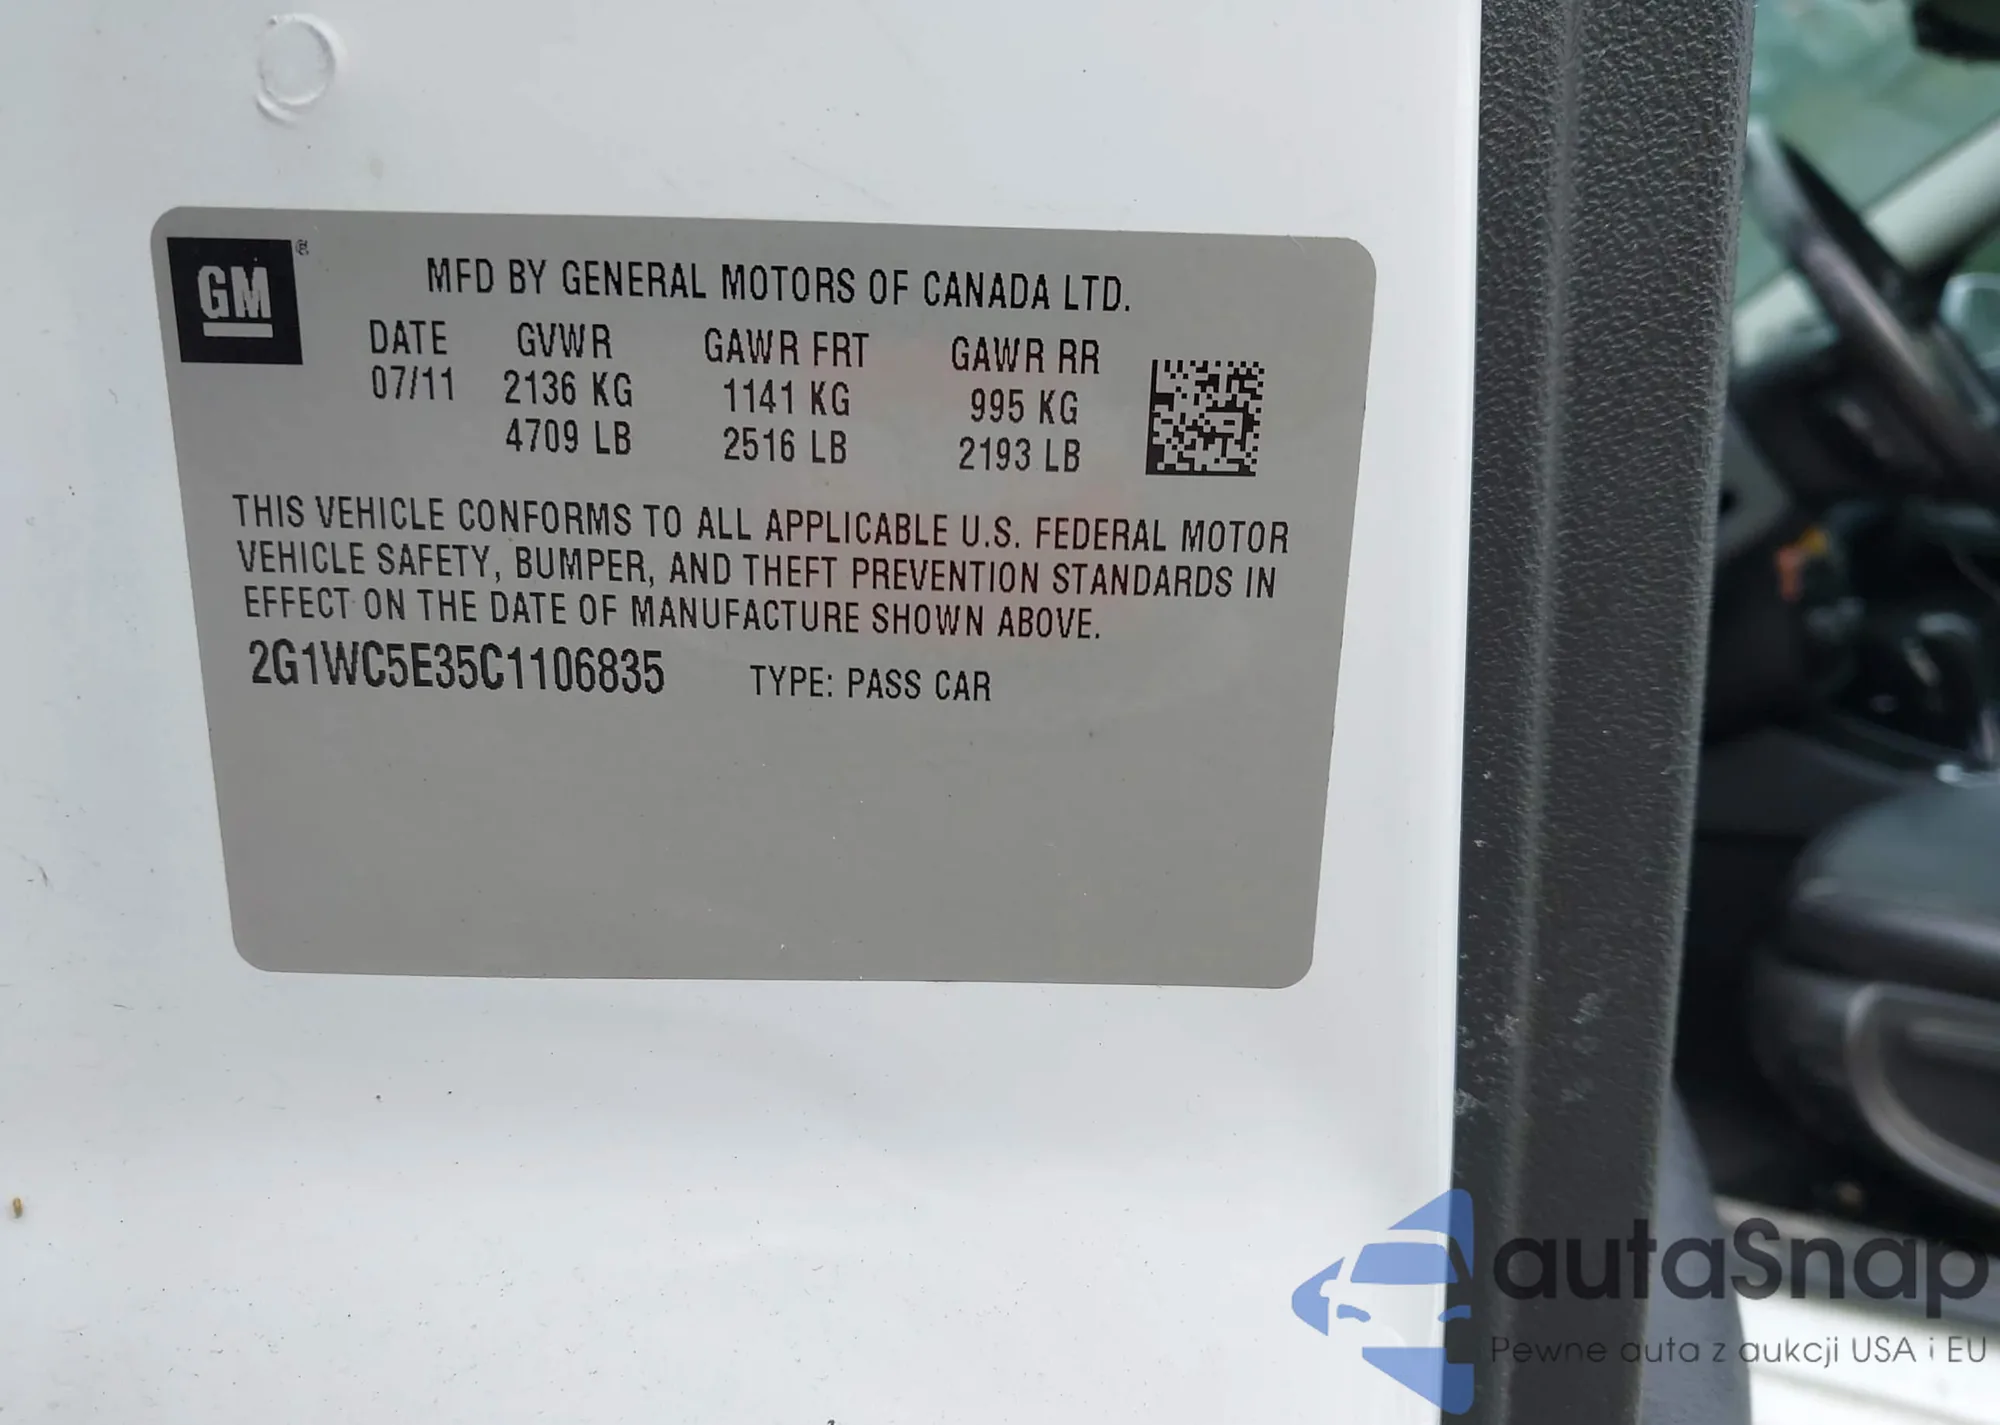 GM ®
MFD BY GENERAL MOTORS OF CANADA LTD.
DATE GVWR GAWR FRT GAWR RR
07/11 2136 KG 1141 KG 995 KG
4709 LB 2516 LB 2193 LB
THIS VEHICLE CONFORMS TO ALL APPLICABLE U.S. FEDERAL MOTOR
VEHICLE SAFETY, BUMPER, AND THEFT PREVENTION STANDARDS IN
EFFECT ON THE DATE OF MANUFACTURE SHOWN ABOVE.
2G1WC5E35C1106835 TYPE: PASS CAR
autaSnap
Pewne auta z aukcji USA i EU